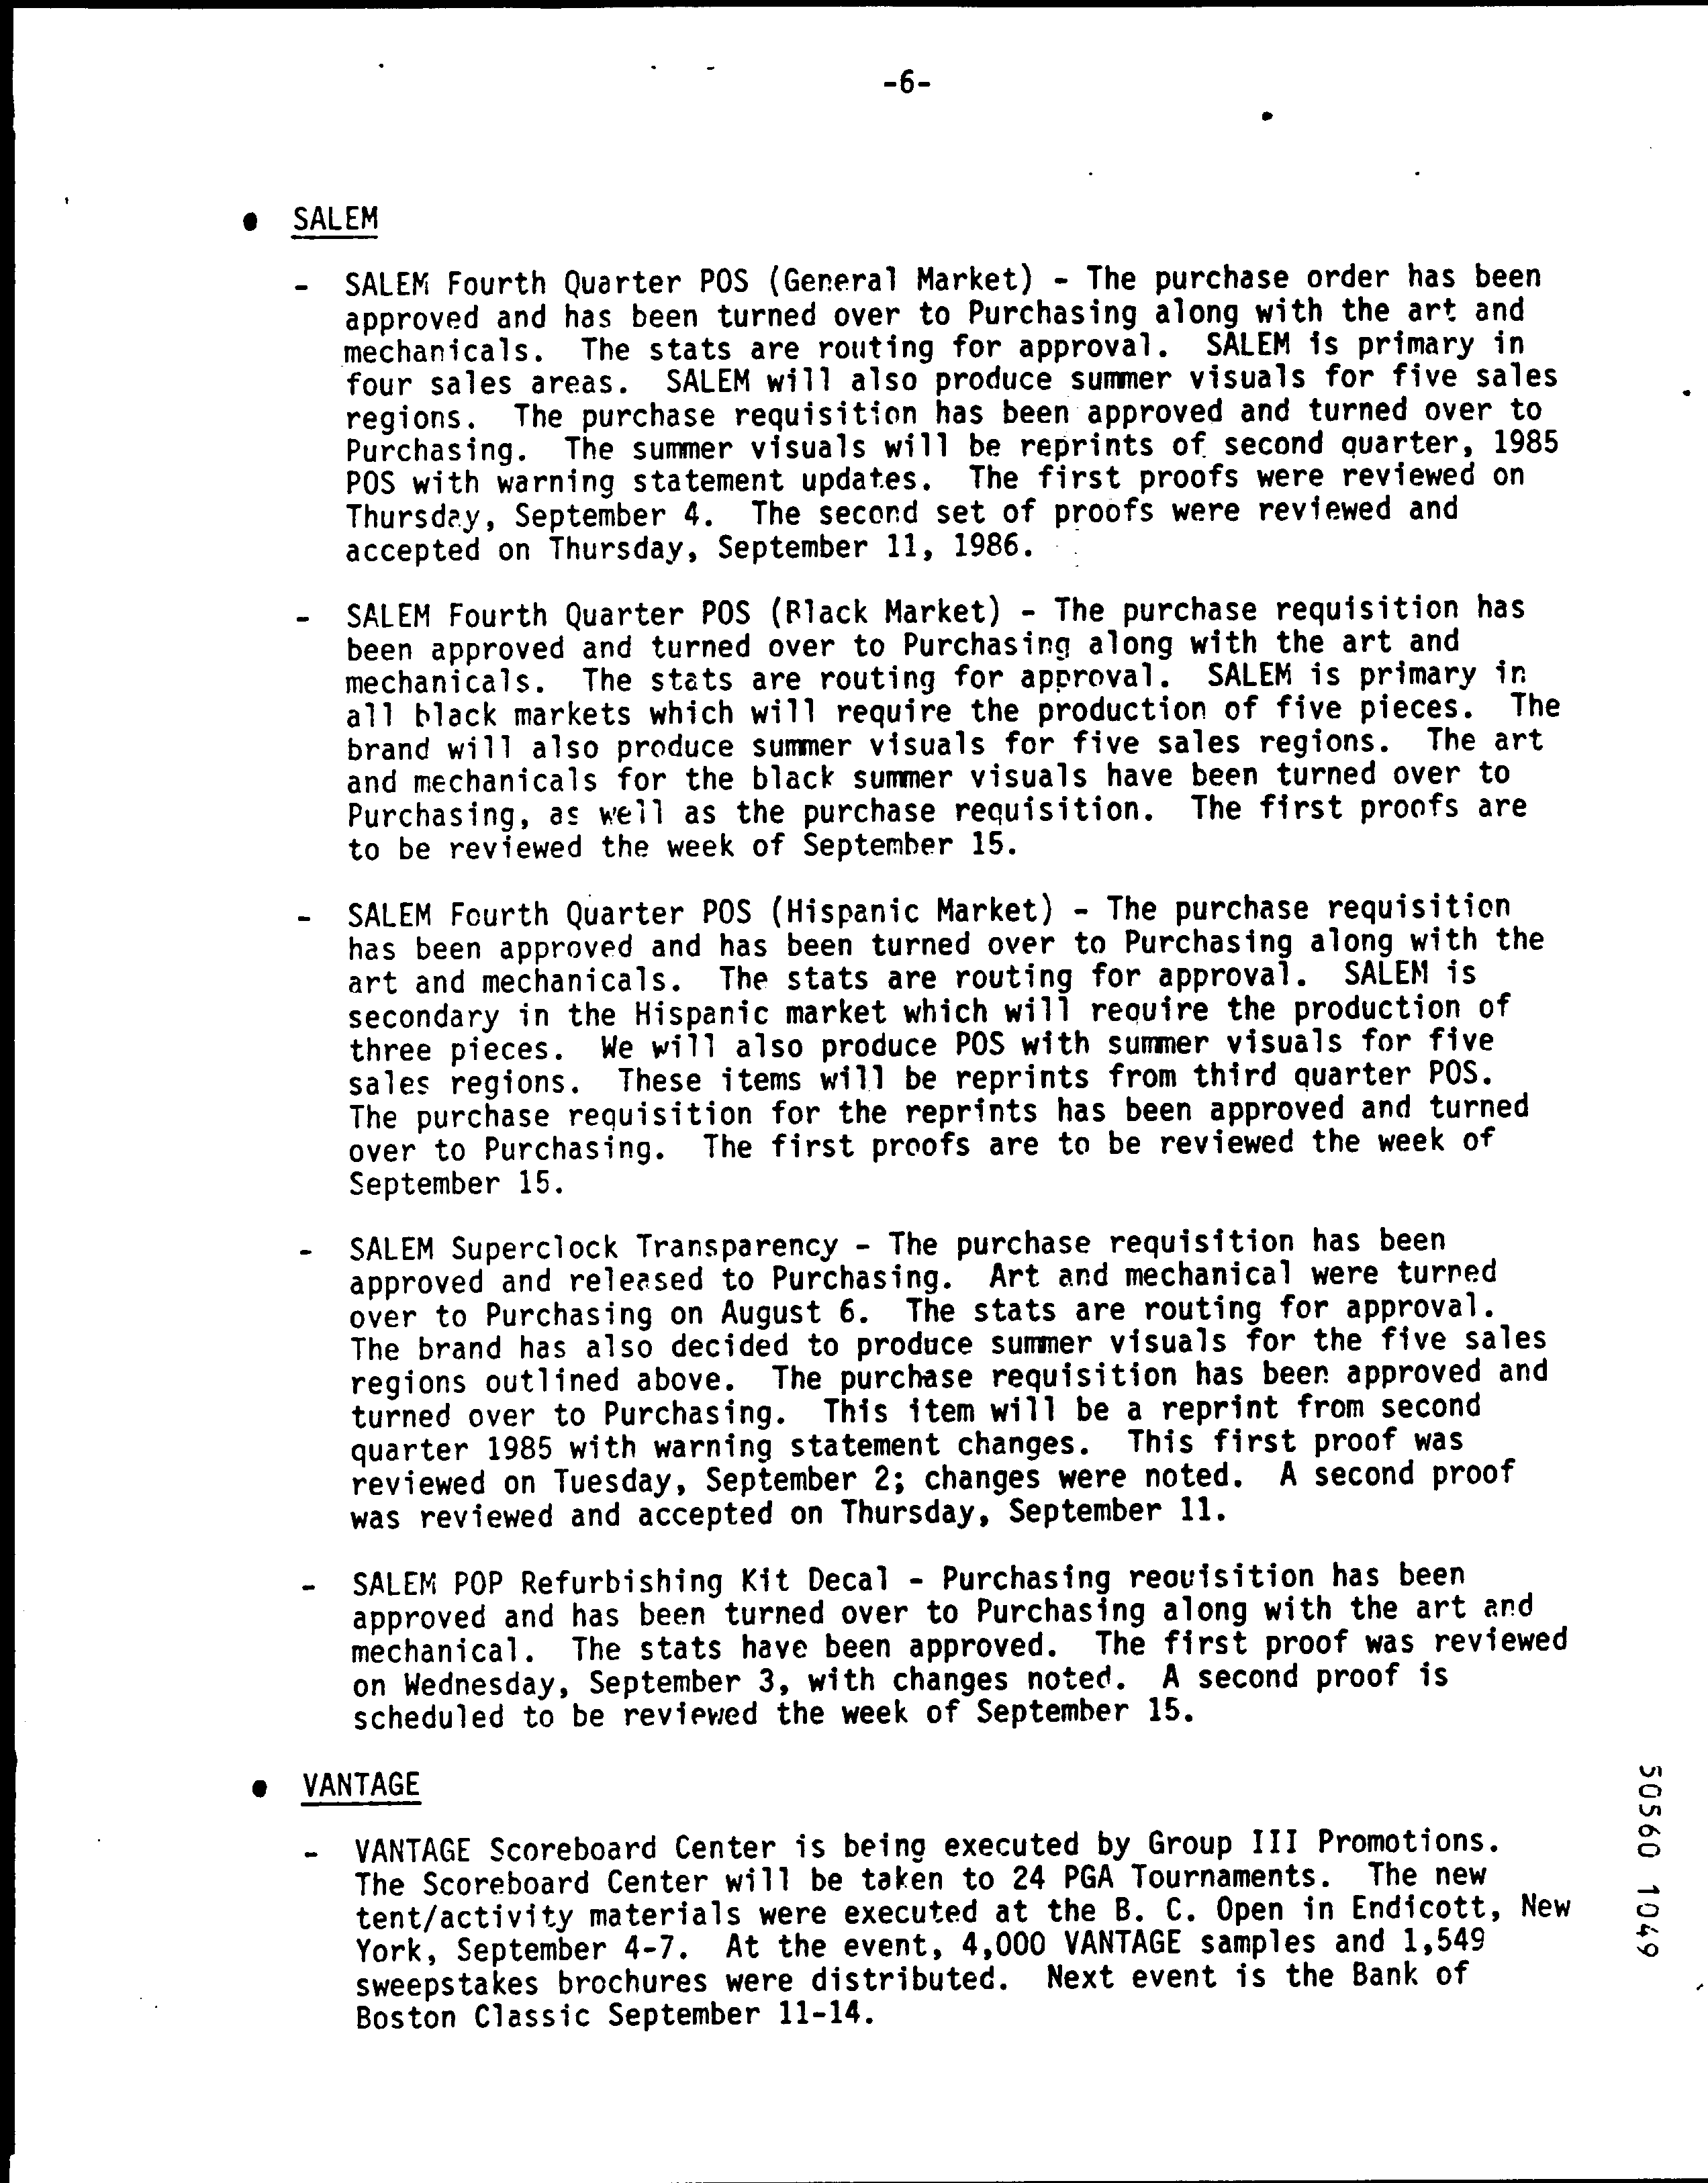 -6-
● SALEM
- SALEM Fourth Quarter POS (General Market) - The purchase order has been
approved and has been turned over to Purchasing along with the art and
mechanicals. The stats are routing for approval. SALEM is primary in
four sales areas. SALEM will also produce summer visuals for five sales
regions. The purchase requisition has been approved and turned over to
Purchasing. The summer visuals will be reprints of second quarter, 1985
POS with warning statement updates. The first proofs were reviewed on
Thursday, September 4. The second set of proofs were reviewed and
accepted on Thursday, September 11, 1986.
- SALEM Fourth Quarter POS (Black Market) - The purchase requisition has
been approved and turned over to Purchasing along with the art and
mechanicals. The stats are routing for approval. SALEM is primary in
all black markets which will require the production of five pieces. The
brand will also produce summer visuals for five sales regions. The art
and mechanicals for the black summer visuals have been turned over to
Purchasing, as well as the purchase requisition. The first proofs are
to be reviewed the week of September 15.
- SALEM Fourth Quarter POS (Hispanic Market) - The purchase requisition
has been approved and has been turned over to Purchasing along with the
art and mechanicals. The stats are routing for approval. SALEM is
secondary in the Hispanic market which will require the production of
three pieces. We will also produce POS with summer visuals for five
sales regions. These items will be reprints from third quarter POS.
The purchase requisition for the reprints has been approved and turned
over to Purchasing. The first proofs are to be reviewed the week of
September 15.
- SALEM Superclock Transparency - The purchase requisition has been
approved and released to Purchasing. Art and mechanical were turned
over to Purchasing on August 6. The stats are routing for approval.
The brand has also decided to produce summer visuals for the five sales
regions outlined above. The purchase requisition has been approved and
turned over to Purchasing. This item will be a reprint from second
quarter 1985 with warning statement changes. This first proof was
reviewed on Tuesday, September 2; changes were noted. A second proof
was reviewed and accepted on Thursday, September 11.
- SALEM POP Refurbishing Kit Decal - Purchasing requisition has been
approved and has been turned over to Purchasing along with the art and
mechanical. The stats have been approved. The first proof was reviewed
on Wednesday, September 3, with changes noted. A second proof is
scheduled to be reviewed the week of September 15.
● VANTAGE
- VANTAGE Scoreboard Center is being executed by Group III Promotions.
The Scoreboard Center will be taken to 24 PGA Tournaments. The new
tent/activity materials were executed at the B. C. Open in Endicott, New
York, September 4-7. At the event, 4,000 VANTAGE samples and 1,549
sweepstakes brochures were distributed. Next event is the Bank of
Boston Classic September 11-14.
50560 1049